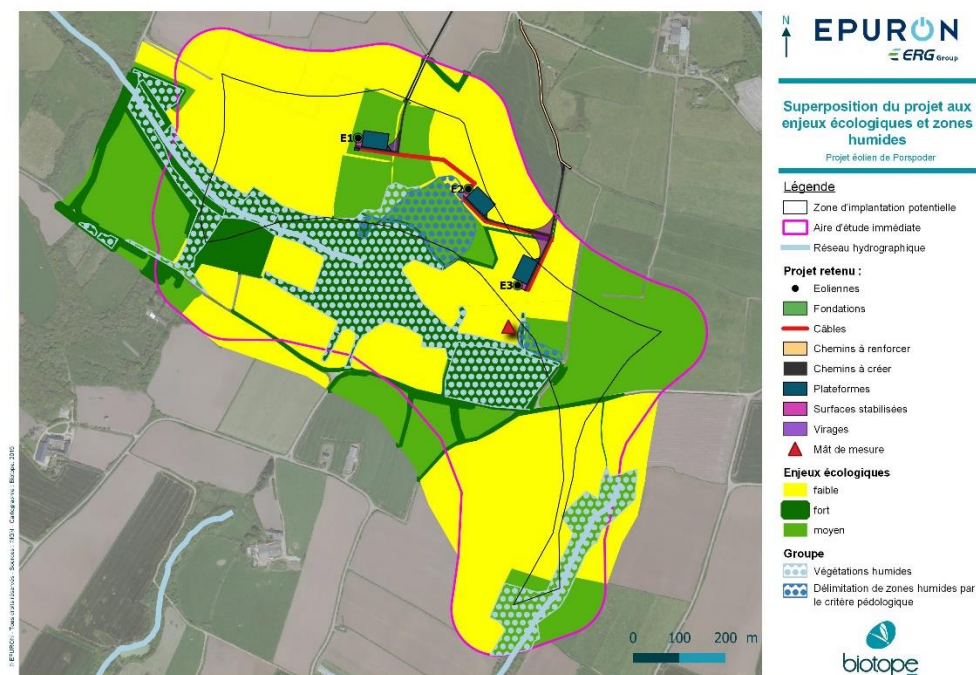 N
EPURON
ERG Group
Superposition du projet aux
enjeux écologiques et zones
humides
Projet éolien de Porspoder
Légende
Zone d'implantation potentielle
Aire d'étude immédiate
Réseau hydrographique
Projet retenu :
Eoliennes
Fondations
Câbles
Chemins à renforcer
Chemins à créer
Plateformes
Surfaces stabilisées
Virages
Mât de mesure
Enjeux écologiques
faible
fort
moyen
Groupe
Végétations humides
Délimitation de zones humides par
le critère pédologique
biotope
E1
E2
E3
0 100 200 m